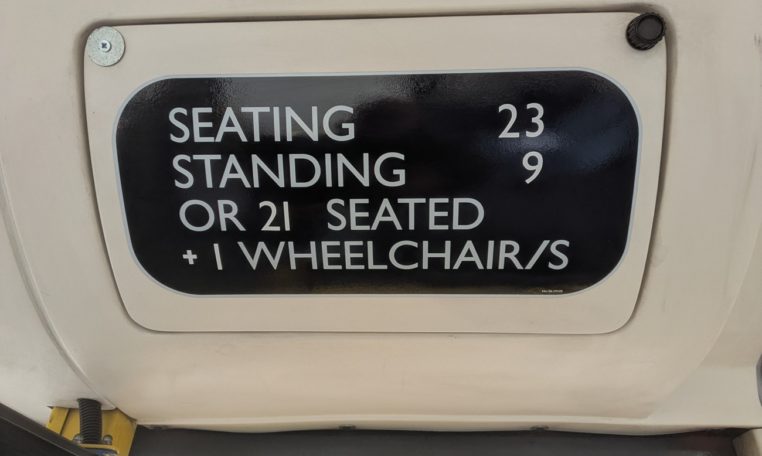 SEATING 23
STANDING 9
OR 21 SEATED
+ 1 WHEELCHAIR/S